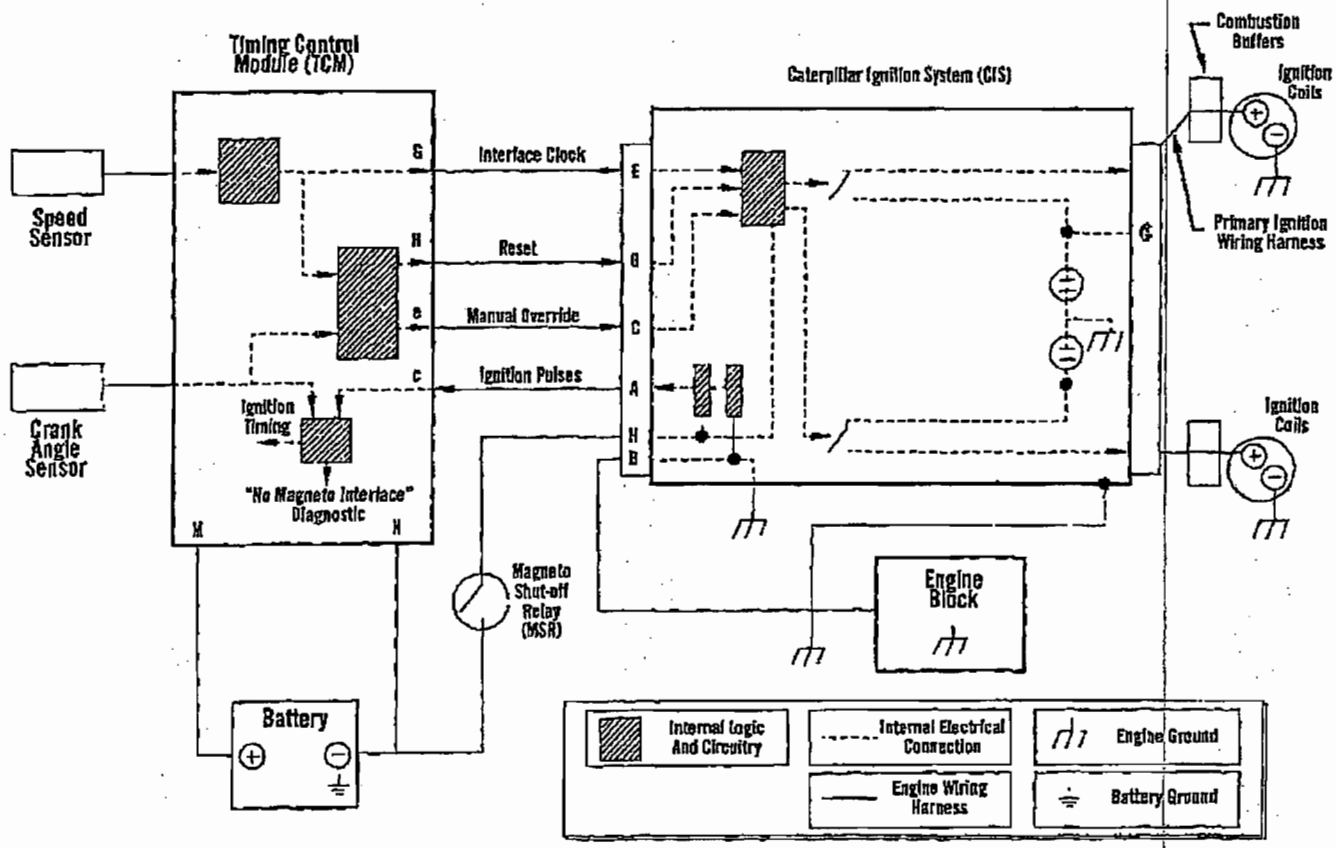 Timing Control
Module (TCM)
Caterpillar Ignition System (CIS)
Combustion
Buffers
Ignition
Coils
Speed
Sensor
G
Interface Clock
E
H
Reset
G
e
Manual Override
C
C
Ignition Pulses
A
H
B
Primary Ignition
Wiring Harness
Crank
Angle
Sensor
Ignition
Timing
"No Magneto Interface"
Diagnostic
M
N
Ignition
Coils
Magneto
Shut-off
Relay
(MSR)
Engine
Block
Battery
Internal Logic
And Circuitry
Internal Electrical
Connection
Engine Ground
Engine Wiring
Harness
Battery Ground